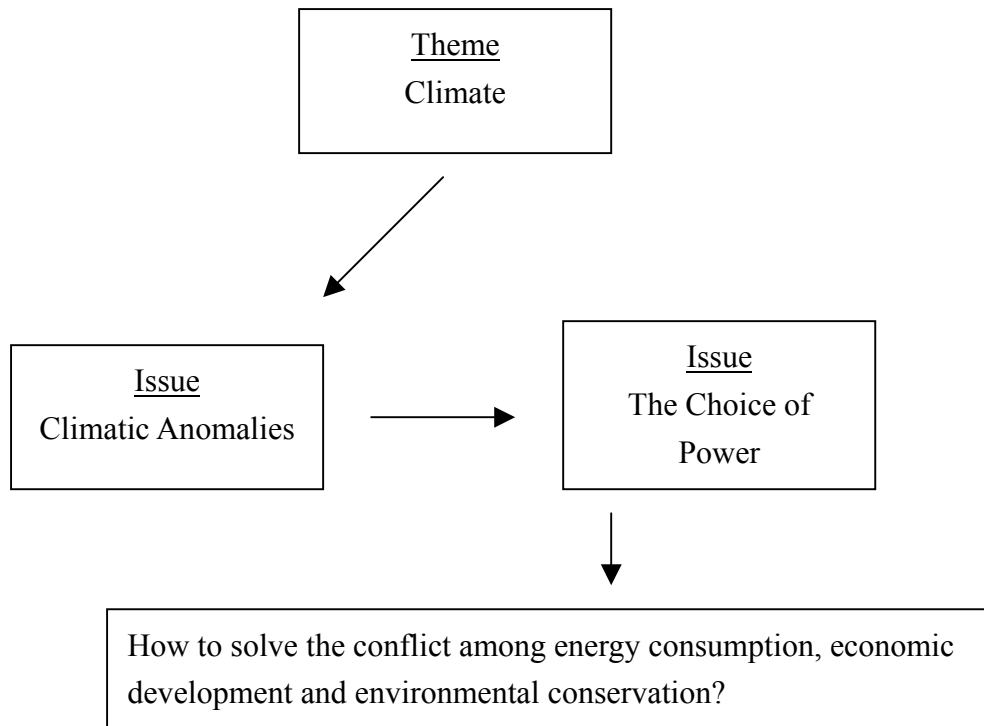 Theme
Climate
Issue
Climatic Anomalies
Issue
The Choice of
Power
How to solve the conflict among energy consumption, economic
development and environmental conservation?